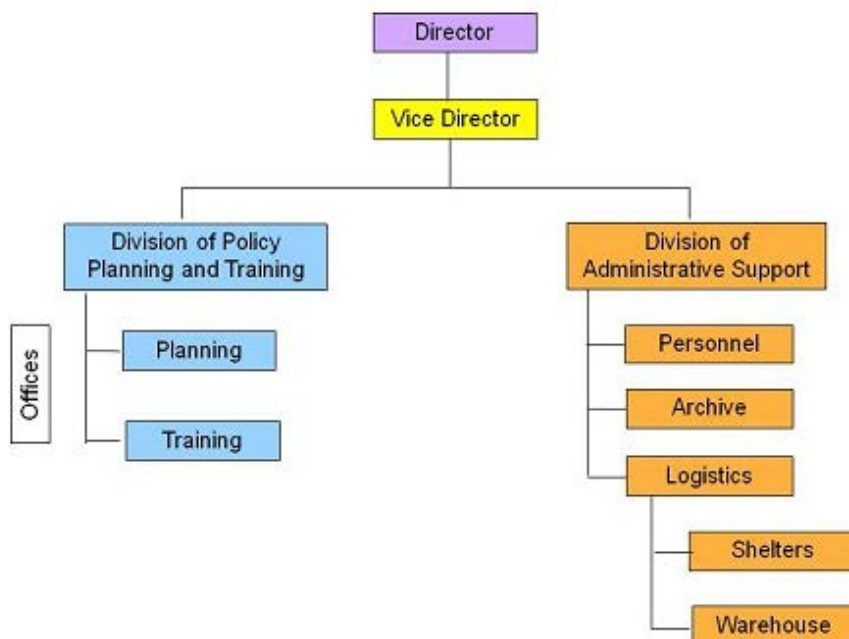 Director
Vice Director
Division of Policy
Planning and Training
Division of
Administrative Support
Offices
Planning
Training
Personnel
Archive
Logistics
Shelters
Warehouse